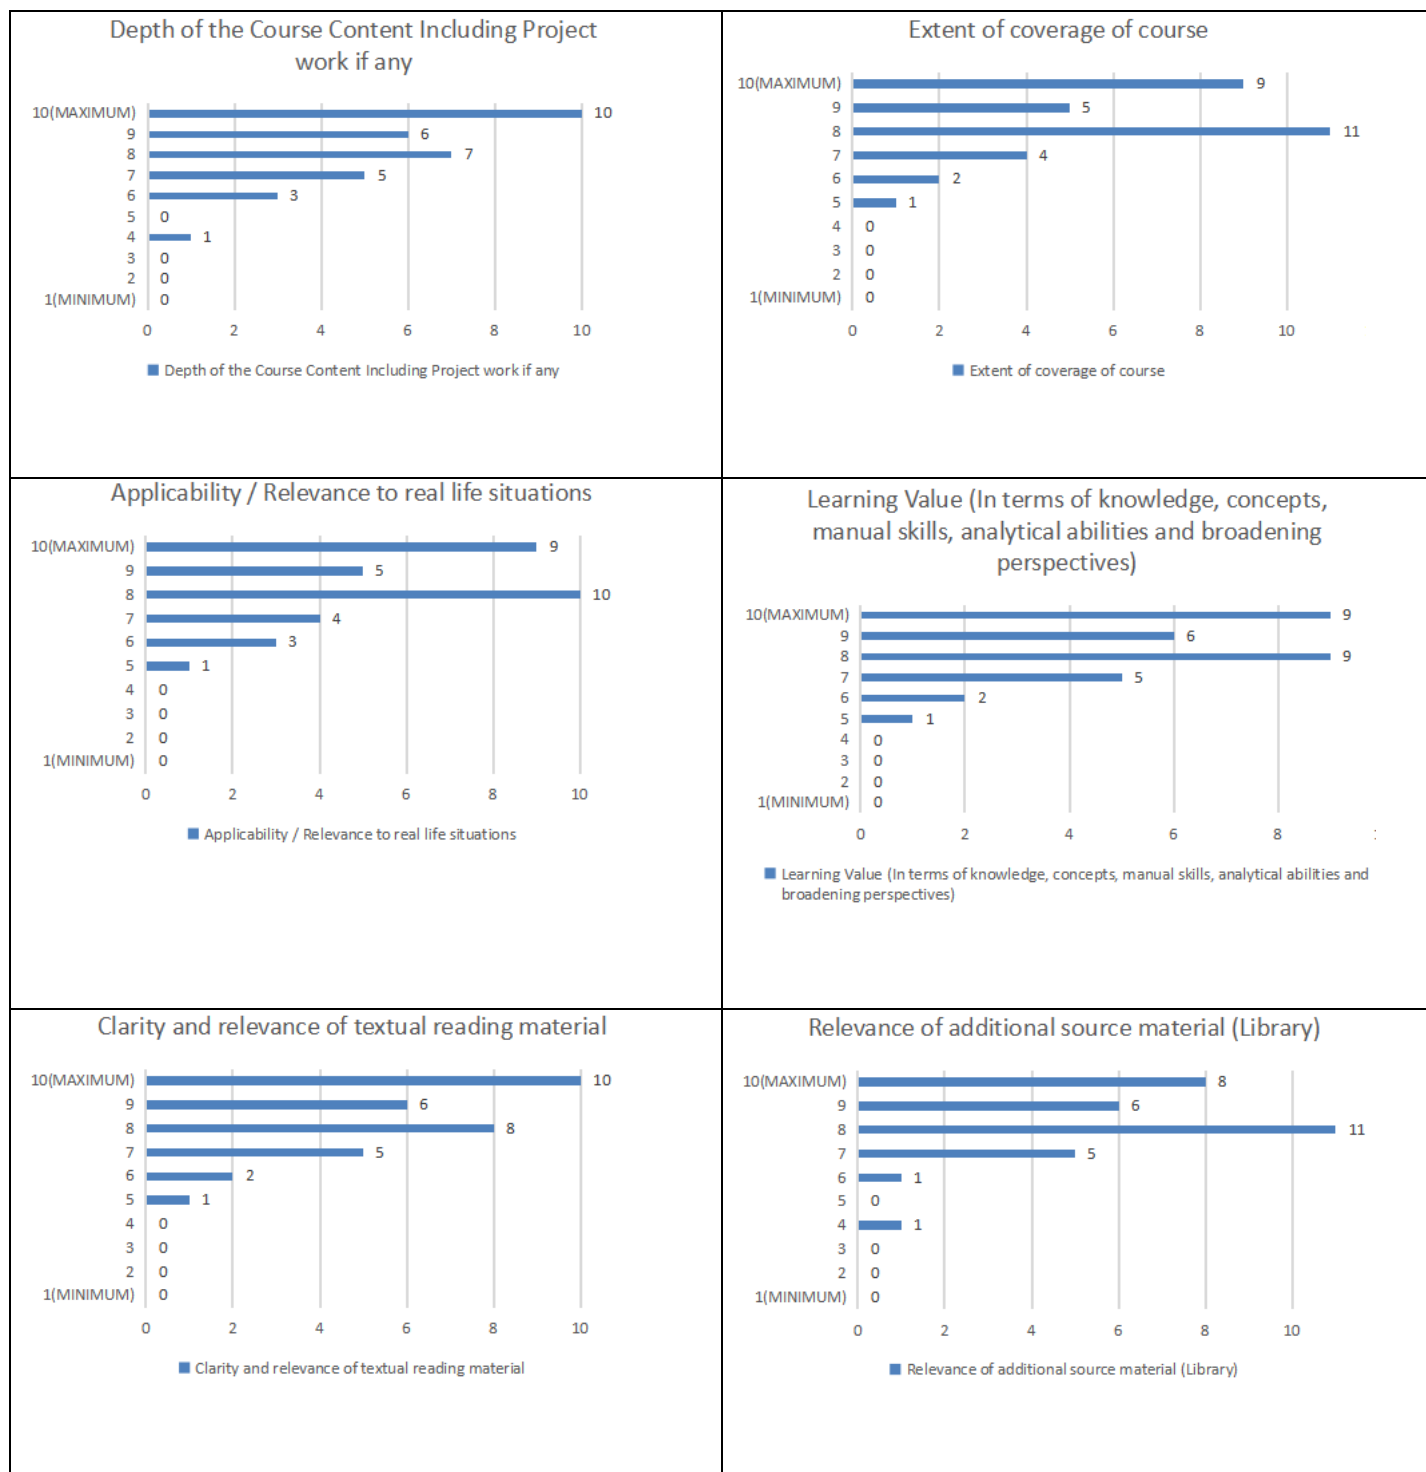 Depth of the Course Content Including Project
work if any
10(MAXIMUM) 10
9 6
8 7
7 5
6 3
5 0
4 1
3 0
2 0
1(MINIMUM) 0
0 2 4 6 8 10
Depth of the Course Content Including Project work if any
Extent of coverage of course
10(MAXIMUM) 9
9 5
8 11
7 4
6 2
5 1
4 0
3 0
2 0
1(MINIMUM) 0
0 2 4 6 8 10
Extent of coverage of course
Applicability / Relevance to real life situations
10(MAXIMUM) 9
9 5
8 10
7 4
6 3
5 1
4 0
3 0
2 0
1(MINIMUM) 0
0 2 4 6 8 10
Applicability / Relevance to real life situations
Learning Value (In terms of knowledge, concepts,
manual skills, analytical abilities and broadening
perspectives)
10(MAXIMUM) 9
9 6
8 9
7 5
6 2
5 1
4 0
3 0
2 0
1(MINIMUM) 0
0 2 4 6 8
Learning Value (In terms of knowledge, concepts, manual skills, analytical abilities and
broadening perspectives)
Clarity and relevance of textual reading material
10(MAXIMUM) 10
9 6
8 8
7 5
6 2
5 1
4 0
3 0
2 0
1(MINIMUM) 0
0 2 4 6 8 10
Clarity and relevance of textual reading material
Relevance of additional source material (Library)
10(MAXIMUM) 8
9 6
8 11
7 5
6 1
5 0
4 1
3 0
2 0
1(MINIMUM) 0
0 2 4 6 8 10
Relevance of additional source material (Library)